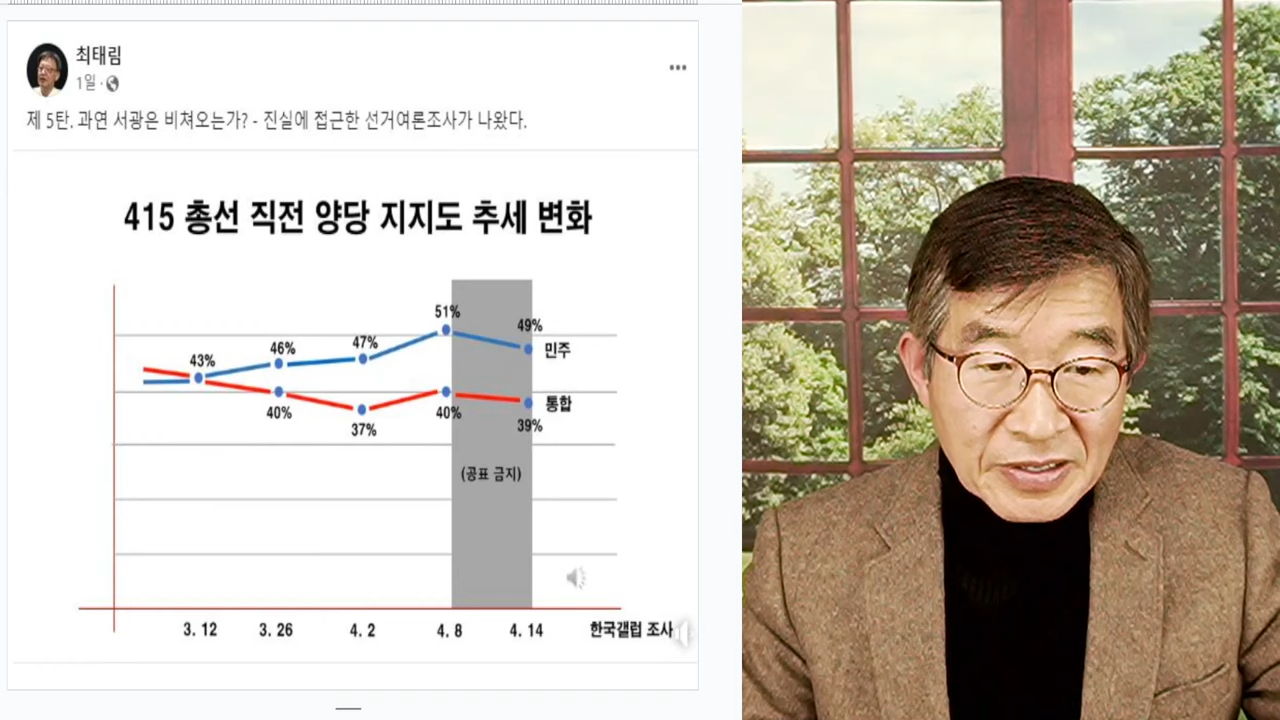 최태림
1일 ·
제 5탄. 과연 서광은 비쳐오는가? - 진실에 접근한 선거여론조사가 나왔다.
415 총선 직전 양당 지지도 추세 변화
51%
49%
47%
46%
43%
민주
통합
40%
40%
39%
37%
(공표 금지)
3. 12
3. 26
4. 2
4. 8
4. 14
한국갤럽 조사